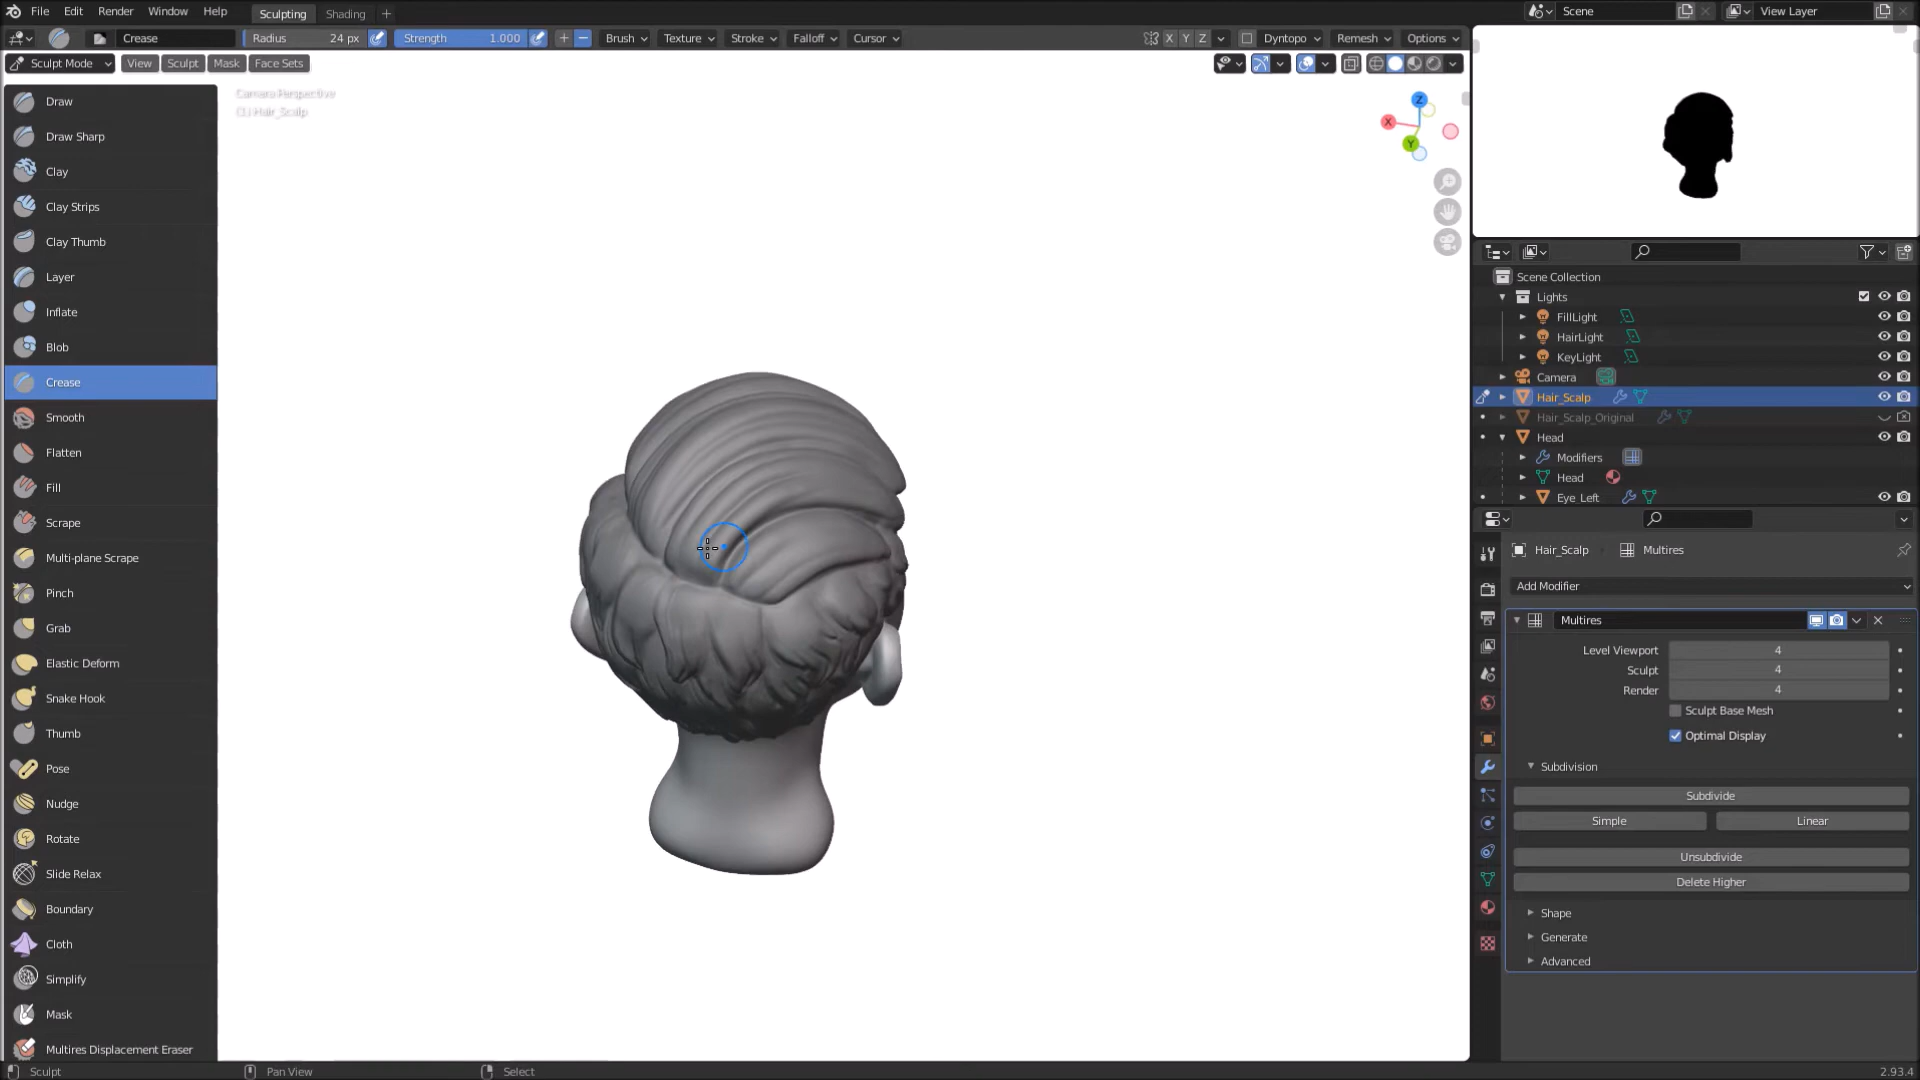 File Edit Render Window Help Sculpting Shading + Scene View Layer
Crease Radius 24 px Strength 1.000 Brush Texture Stroke Falloff Cursor X Y Z Dyntopo Remesh Options
Sculpt Mode View Sculpt Mask Face Sets
Camera Perspective
(1) Hair_Scalp
Z
X
Y
Draw
Draw Sharp
Clay
Clay Strips
Clay Thumb
Layer
Inflate
Blob
Crease
Smooth
Flatten
Fill
Scrape
Multi-plane Scrape
Pinch
Grab
Elastic Deform
Snake Hook
Thumb
Pose
Nudge
Rotate
Slide Relax
Boundary
Cloth
Simplify
Mask
Multires Displacement Eraser
Scene Collection
Lights
FillLight
HairLight
KeyLight
Camera
Hair_Scalp
Hair_Scalp_Original
Head
Modifiers
Head
Eye_Left
Hair_Scalp Multires
Add Modifier
Multires
Level Viewport 4
Sculpt 4
Render 4
Sculpt Base Mesh
Optimal Display
Subdivision
Subdivide
Simple Linear
Unsubdivide
Delete Higher
Shape
Generate
Advanced
Sculpt Pan View Select 2.93.4